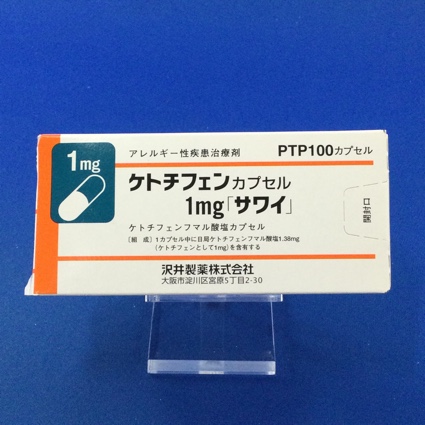 アレルギー性疾患治療剤
PTP100カプセル
1mg
ケトチフェンカプセル
1mg「サワイ」
ケトチフェンフマル酸塩カプセル
〔組 成〕1カプセル中に日局ケトチフェンフマル酸塩1.38mg
(ケトチフェンとして1mg)を含有する
開封口
沢井製薬株式会社
大阪市淀川区宮原5丁目2-30